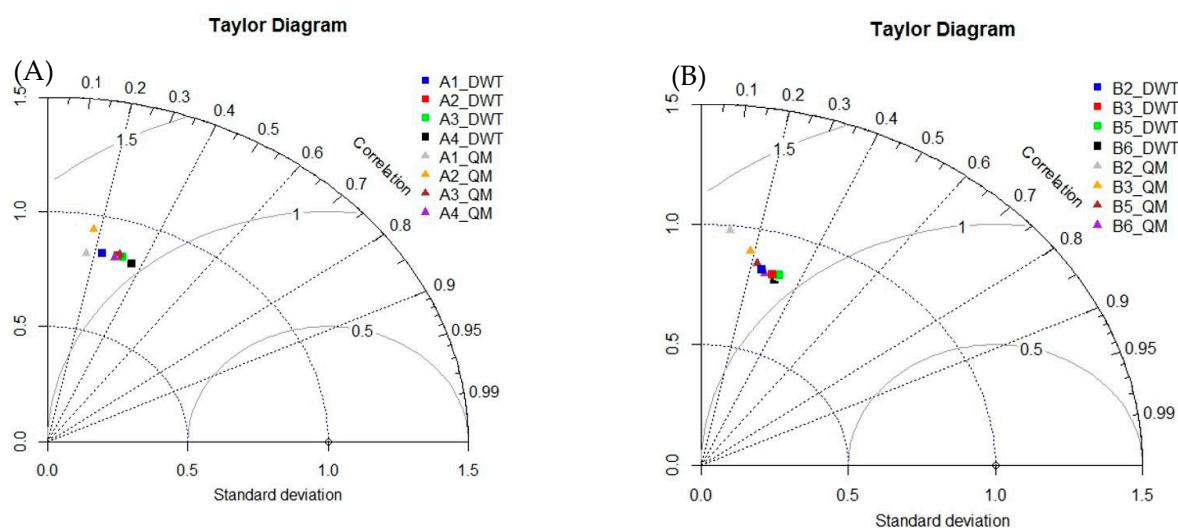 Taylor Diagram
(A)
A1_DWT
A2_DWT
A3_DWT
A4_DWT
A1_QM
A2_QM
A3_QM
A4_QM
Correlation
0.1
0.2
0.3
0.4
0.5
0.6
0.7
0.8
0.9
0.95
0.99
1.5
1
0.5
1.5
1.0
0.5
0.0
0.0 0.5 1.0 1.5
Standard deviation
Taylor Diagram
(B)
B2_DWT
B3_DWT
B5_DWT
B6_DWT
B2_QM
B3_QM
B5_QM
B6_QM
Correlation
0.1
0.2
0.3
0.4
0.5
0.6
0.7
0.8
0.9
0.95
0.99
1.5
1
0.5
1.5
1.0
0.5
0.0
0.0 0.5 1.0 1.5
Standard deviation